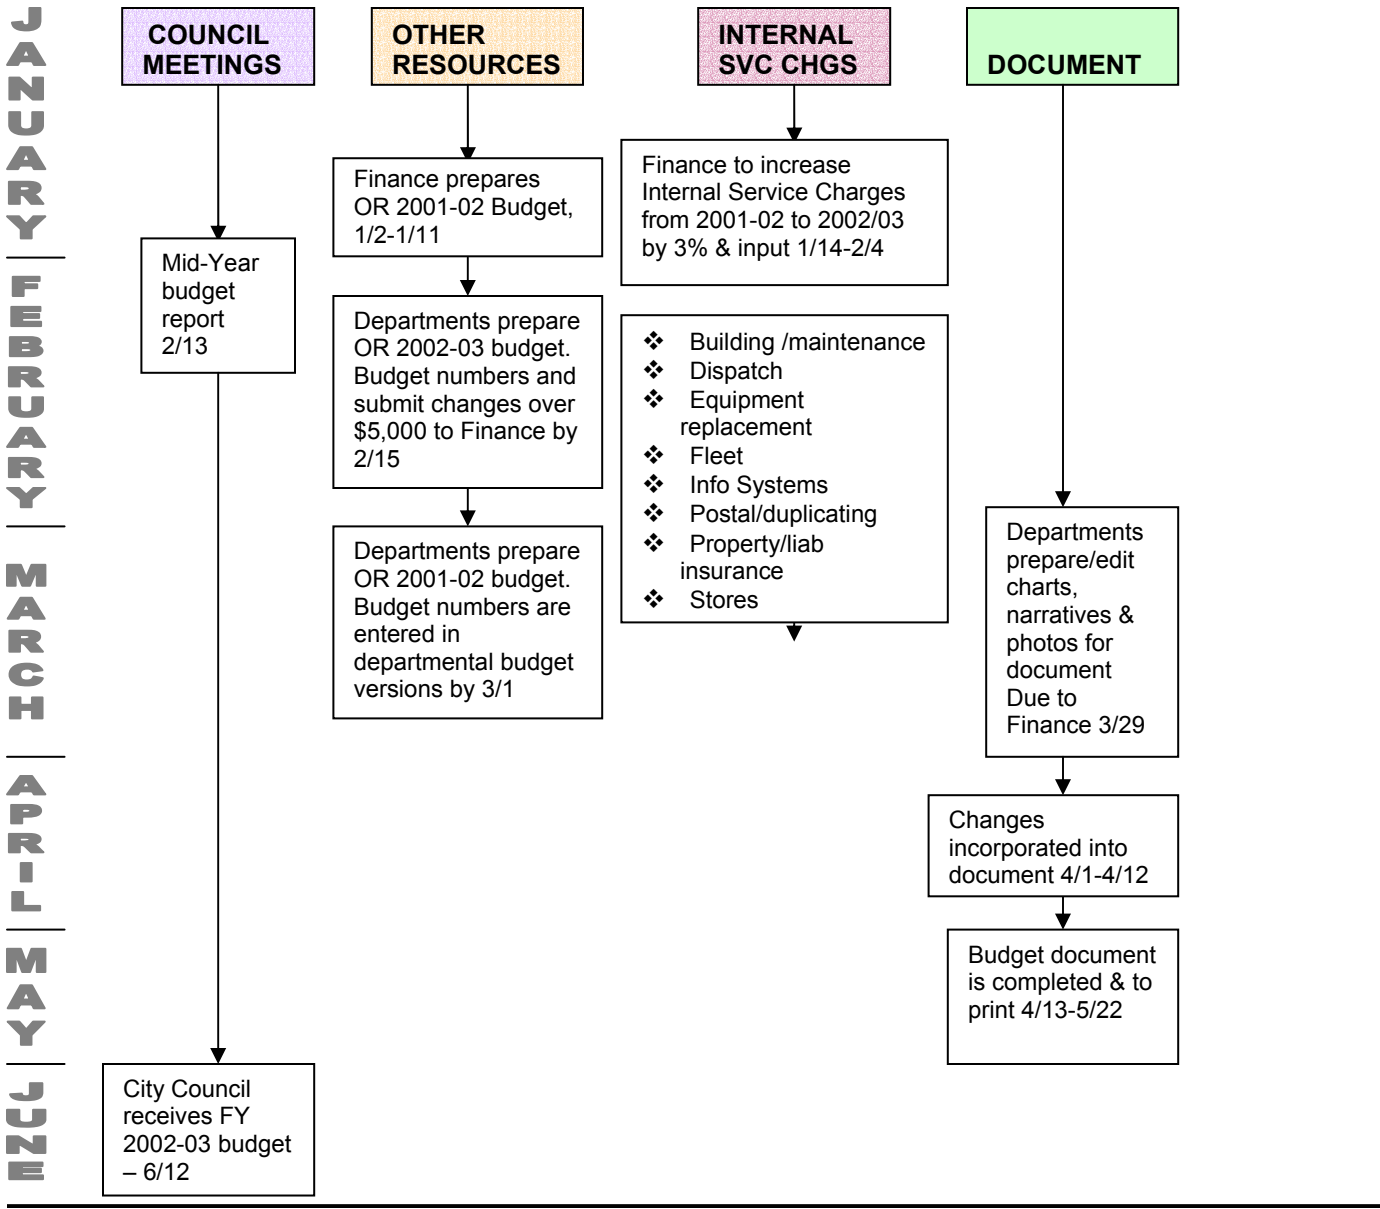 JANUARY
FEBRUARY
MARCH
APRIL
MAY
JUNE
COUNCIL
MEETINGS
Mid-Year
budget
report
2/13
City Council
receives FY
2002-03 budget
– 6/12
OTHER
RESOURCES
Finance prepares
OR 2001-02 Budget,
1/2-1/11
Departments prepare
OR 2002-03 budget.
Budget numbers and
submit changes over
$5,000 to Finance by
2/15
Departments prepare
OR 2001-02 budget.
Budget numbers are
entered in
departmental budget
versions by 3/1
INTERNAL
SVC CHGS
Finance to increase
Internal Service Charges
from 2001-02 to 2002/03
by 3% & input 1/14-2/4
❖ Building /maintenance
❖ Dispatch
❖ Equipment
replacement
❖ Fleet
❖ Info Systems
❖ Postal/duplicating
❖ Property/liab
insurance
❖ Stores
DOCUMENT
Departments
prepare/edit
charts,
narratives &
photos for
document
Due to
Finance 3/29
Changes
incorporated into
document 4/1-4/12
Budget document
is completed & to
print 4/13-5/22